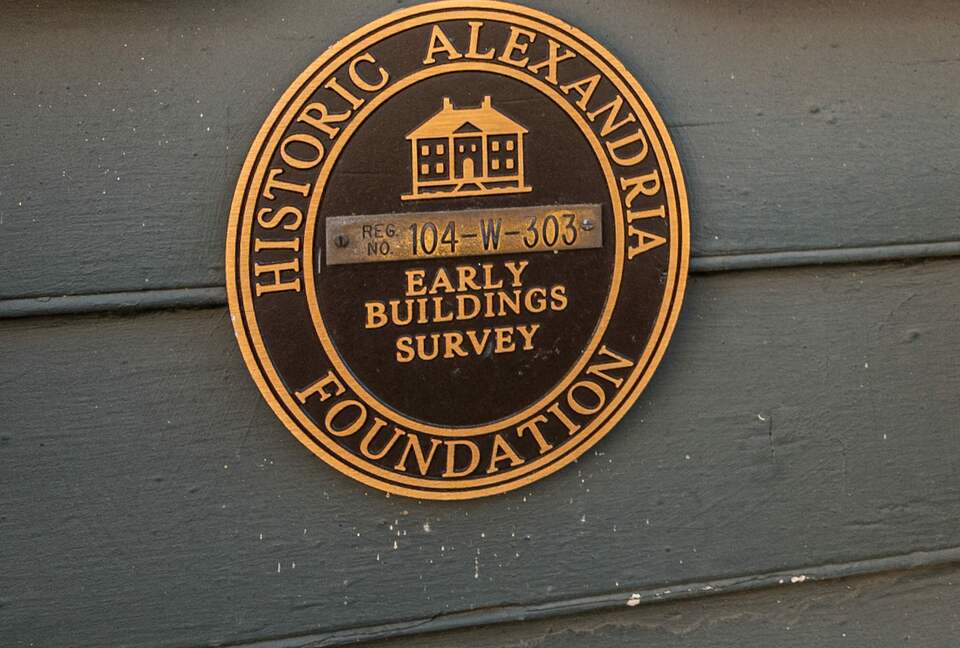 HISTORIC ALEXANDRIA
REG.
NO. 104-W-303
EARLY
BUILDINGS
SURVEY
FOUNDATION